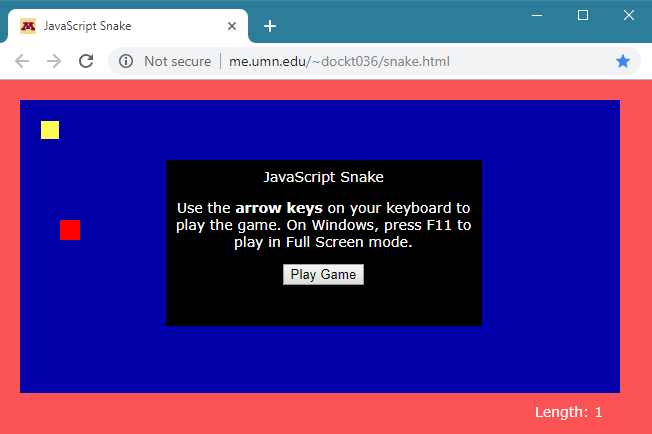 JavaScript Snake
Not secure | me.umn.edu/~dockt036/snake.html
JavaScript Snake
Use the arrow keys on your keyboard to
play the game. On Windows, press F11 to
play in Full Screen mode.
Play Game
Length: 1